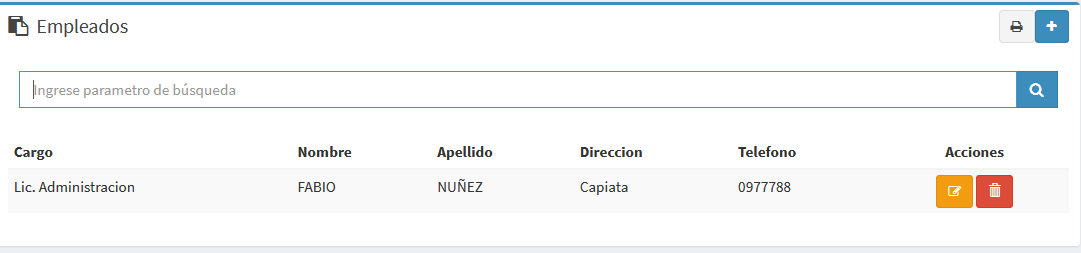 Empleados
Ingrese parametro de búsqueda
Cargo Nombre Apellido Direccion Telefono Acciones
Lic. Administracion FABIO NUÑEZ Capiata 0977788